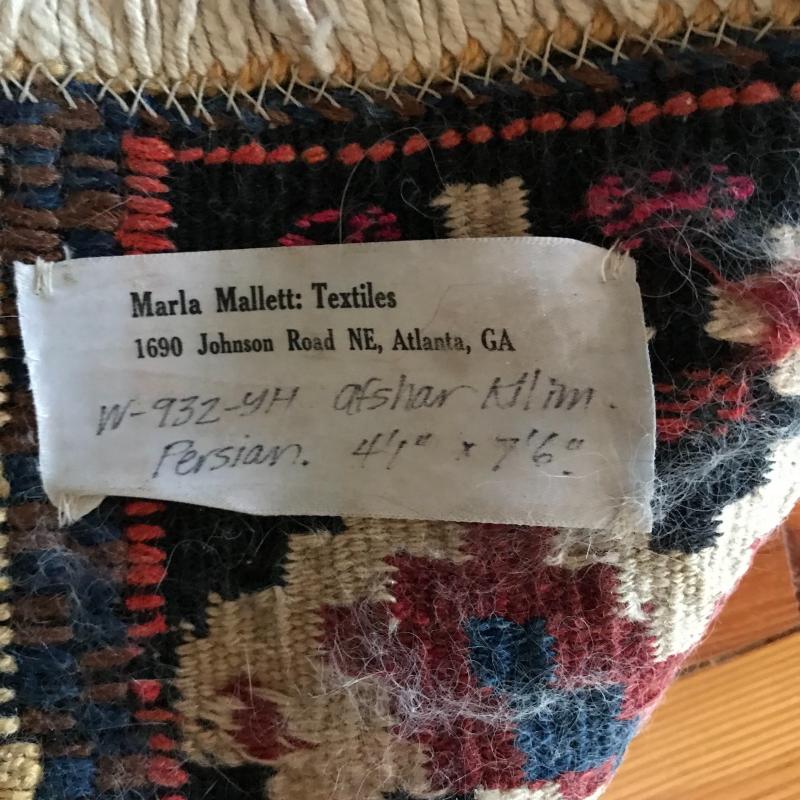 Marla Mallett: Textiles
1690 Johnson Road NE, Atlanta, GA
W-932-YH Afshar Kilim.
Persian. 4'1" x 7'6"